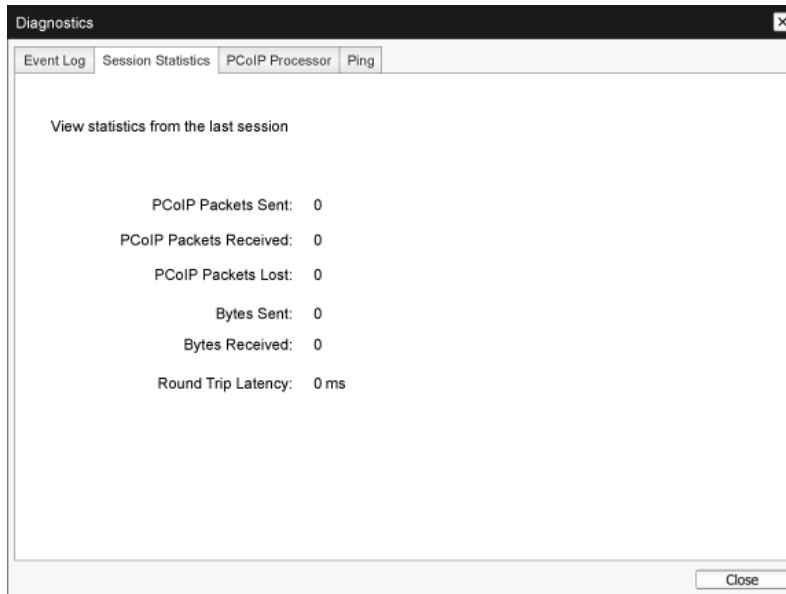 Diagnostics
Event Log Session Statistics PCoIP Processor Ping
View statistics from the last session
PCoIP Packets Sent: 0
PCoIP Packets Received: 0
PCoIP Packets Lost: 0
Bytes Sent: 0
Bytes Received: 0
Round Trip Latency: 0 ms
Close